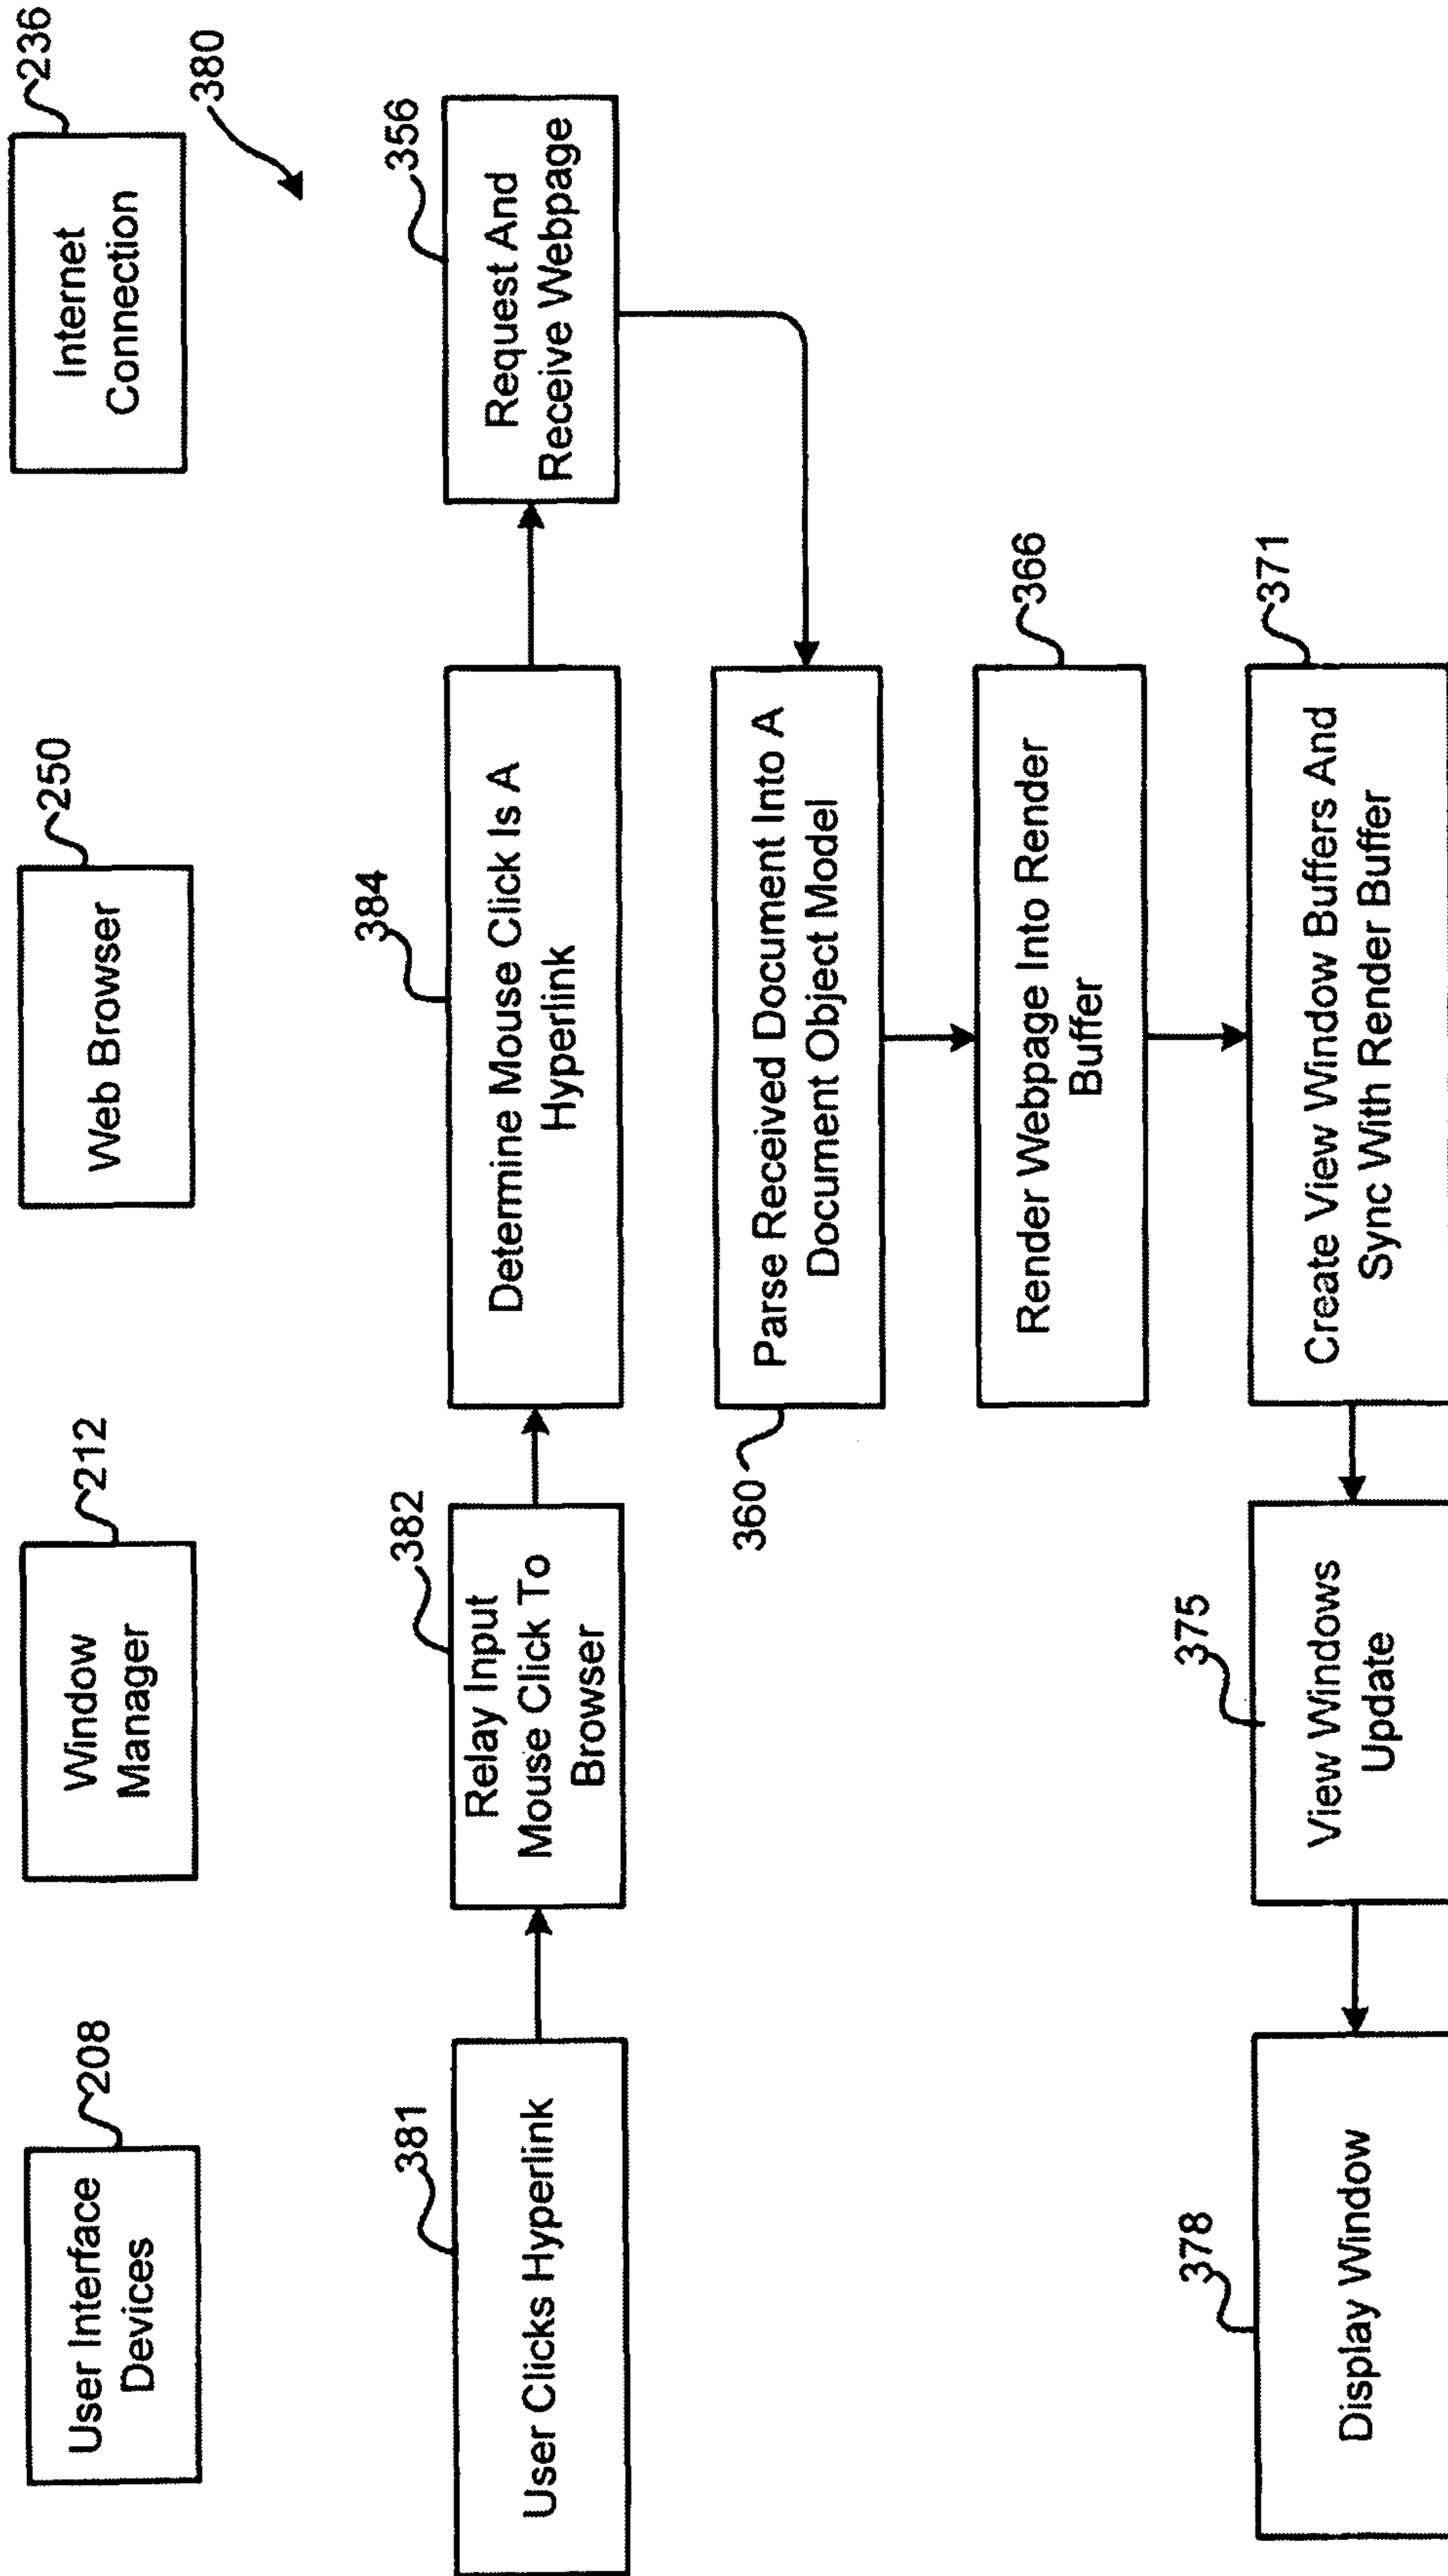 User Interface
Devices
208
Window
Manager
212
Web Browser
250
Internet
Connection
236
380
381
User Clicks Hyperlink
382
Relay Input
Mouse Click To
Browser
384
Determine Mouse Click Is A
Hyperlink
356
Request And
Receive Webpage
360
Parse Received Document Into A
Document Object Model
366
Render Webpage Into Render
Buffer
371
Create View Window Buffers And
Sync With Render Buffer
375
View Windows
Update
378
Display Window